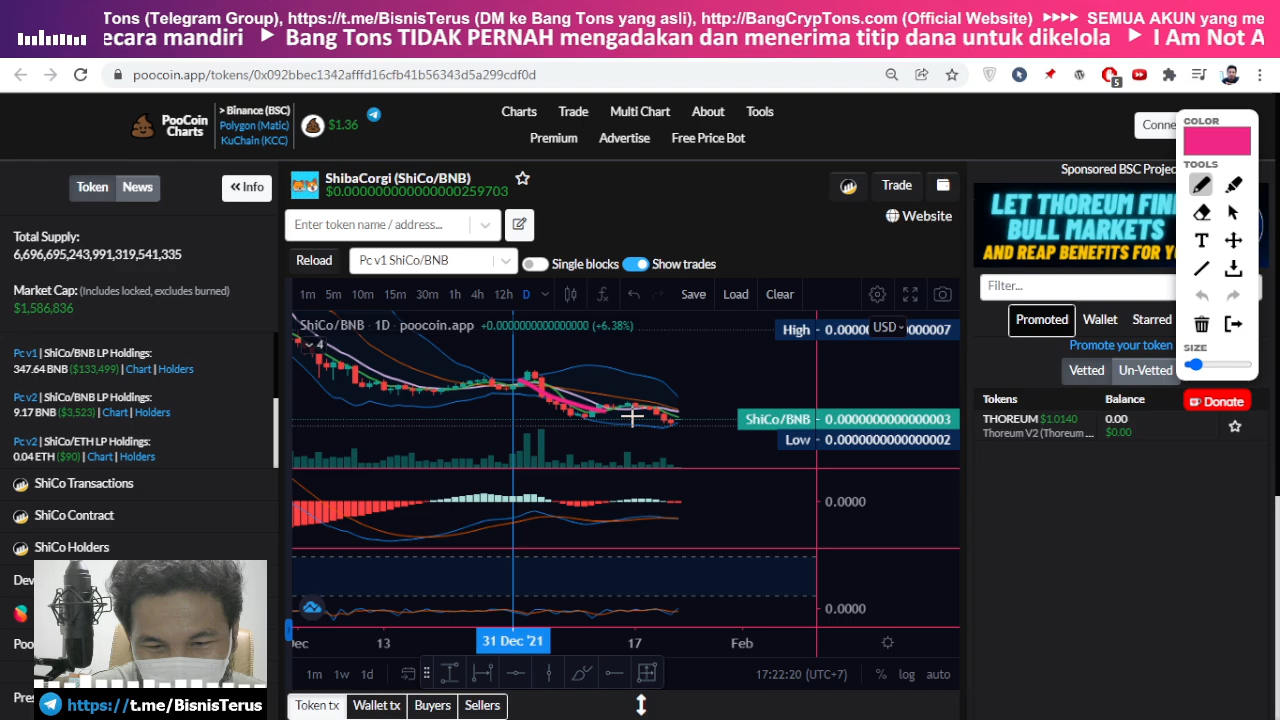 Tons (Telegram Group), https://t.me/BisnisTerus (DM ke Bang Tons yang asli), http://BangCrypTons.com (Official Website) ►►►► SEMUA AKUN yang me
ecara mandiri ► Bang Tons TIDAK PERNAH mengadakan dan menerima titip dana untuk dikelola ► I Am Not A
poocoin.app/tokens/0x092bbec1342afffd16cfb41b56343d5a299cdf0d
5
PooCoin
Charts
> Binance (BSC)
Polygon (Matic)
KuChain (KCC)
$1.36
Charts Trade Multi Chart About Tools
Premium Advertise Free Price Bot
Conne
COLOR
TOOLS
SIZE
Donate
Token News
Info
Total Supply:
6,696,695,243,991,319,541,335
Market Cap: (Includes locked, excludes burned)
$1,586,836
Pc v1 | ShiCo/BNB LP Holdings:
347.64 BNB ($133,499) | Chart | Holders
Pc v2 | ShiCo/BNB LP Holdings:
9.17 BNB ($3,523) | Chart | Holders
Pc v2 | ShiCo/ETH LP Holdings:
0.04 ETH ($90) | Chart | Holders
ShiCo Transactions
ShiCo Contract
ShiCo Holders
Dev
Poo
Pres
https://t.me/BisnisTerus
ShibaCorgi (ShiCo/BNB)
$0.000000000000000259703
Trade
Website
Enter token name / address...
Reload
Pc v1 ShiCo/BNB
Single blocks
Show trades
1m 5m 10m 15m 30m 1h 4h 12h D
Save Load Clear
ShiCo/BNB · 1D · poocoin.app +0.0000000000000000 (+6.38%)
4
USD
High
ShiCo/BNB
Low
0.0000
0.0000
Dec 13 31 Dec '21 17 Feb
1m 1w 1d
17:22:20 (UTC+7)
% log auto
Token tx Wallet tx Buyers Sellers
Sponsored BSC Projec
LET THOREUM FIN
BULL MARKETS
AND REAP BENEFITS FOR YO
Filter...
Promoted Wallet Starred
Promote your token
Vetted Un-Vetted
Tokens Balance
THOREUM $1.0140 0.00
Thoreum V2 (Thoreum ... $0.00